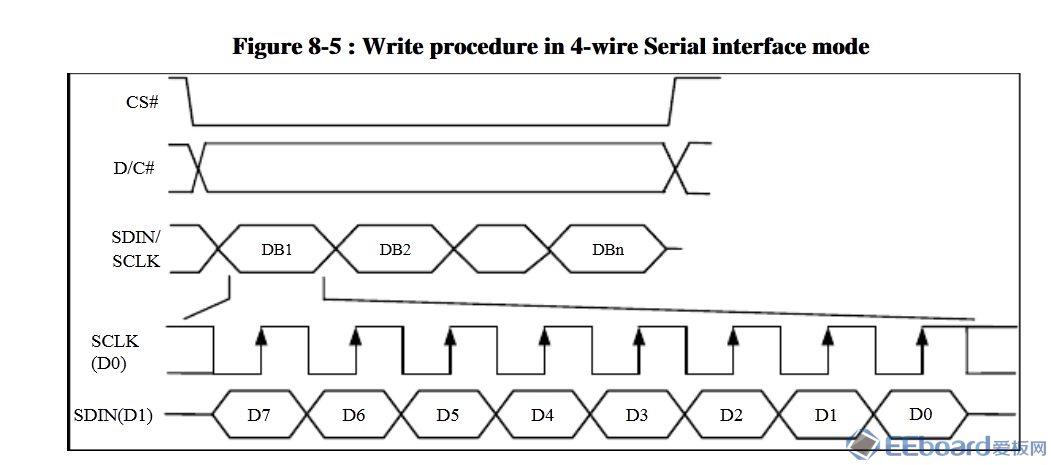 Figure 8-5 : Write procedure in 4-wire Serial interface mode
CS#
D/C#
SDIN/
SCLK
DB1 DB2 DBn
SCLK
(D0)
SDIN(D1) D7 D6 D5 D4 D3 D2 D1 D0
EEboard爱板网